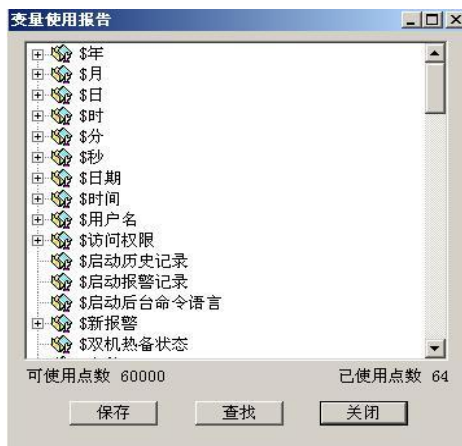 变量使用报告
$年
$月
$日
$时
$分
$秒
$日期
$时间
$用户名
$访问权限
$启动历史记录
$启动报警记录
$启动后台命令语言
$新报警
$双机热备状态
可使用点数 60000
已使用点数 64
保存
查找
关闭